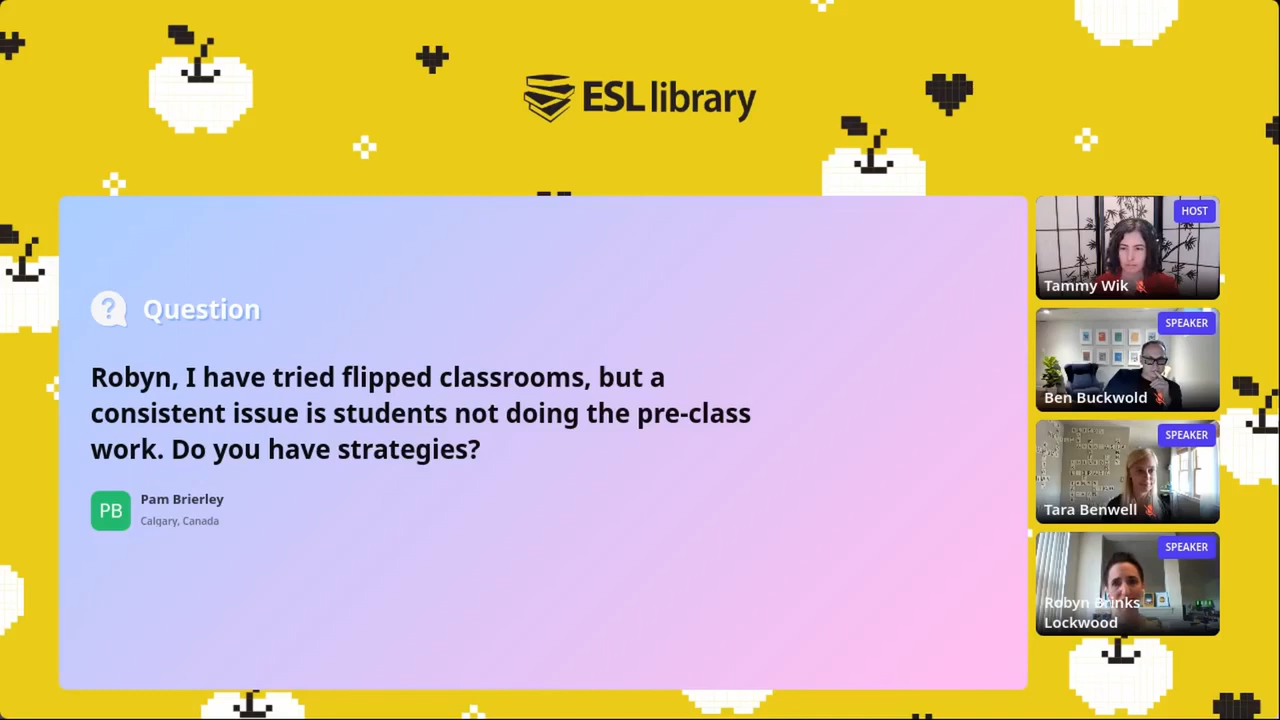 ESL library
HOST
Tammy Wik
SPEAKER
Ben Buckwold
SPEAKER
Tara Benwell
SPEAKER
Robyn Brinks
Lockwood
? Question
Robyn, I have tried flipped classrooms, but a
consistent issue is students not doing the pre-class
work. Do you have strategies?
PB
Pam Brierley
Calgary, Canada